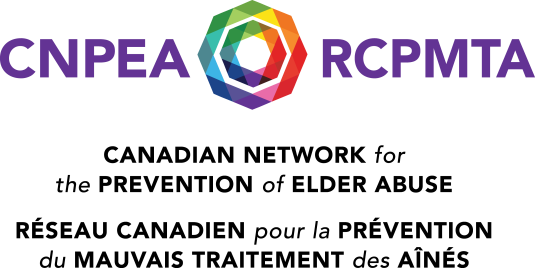 CNPEA RCPMTA
CANADIAN NETWORK for
the PREVENTION of ELDER ABUSE
RÉSEAU CANADIEN pour la PRÉVENTION
du MAUVAIS TRAITEMENT des AÎNÉS